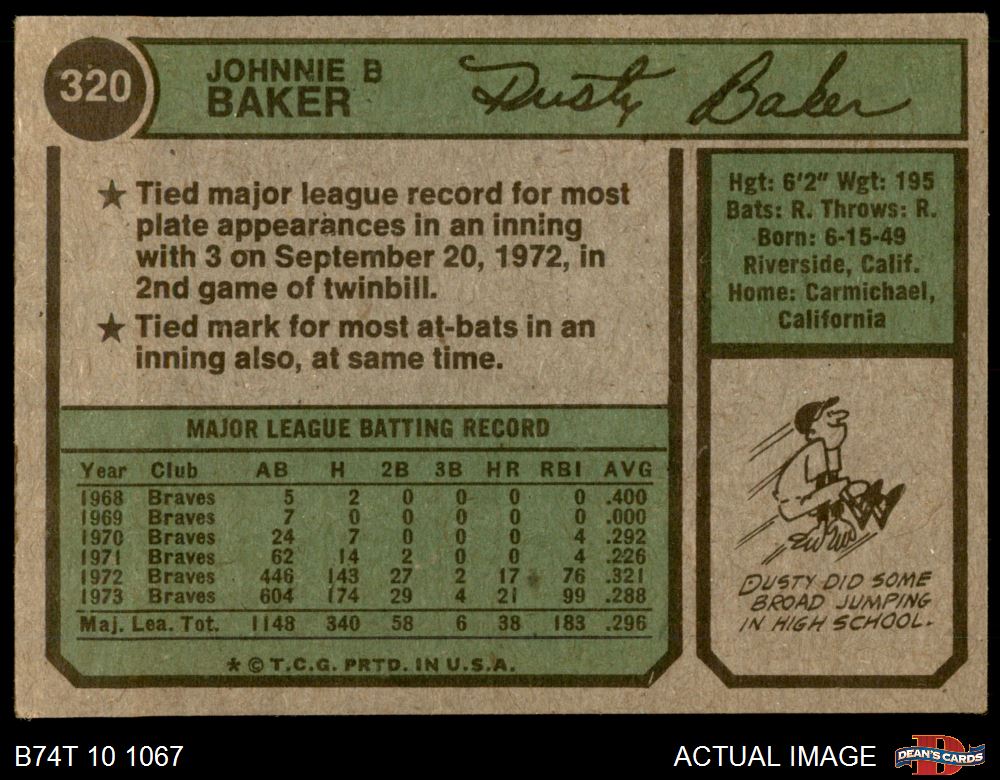 320
JOHNNIE B
BAKER
Dusty Baker
★ Tied major league record for most
plate appearances in an inning
with 3 on September 20, 1972, in
2nd game of twinbill.
★ Tied mark for most at-bats in an
inning also, at same time.
Hgt: 6'2" Wgt: 195
Bats: R. Throws: R.
Born: 6-15-49
Riverside, Calif.
Home: Carmichael,
California
MAJOR LEAGUE BATTING RECORD
Year Club AB H 2B 3B HR RBI AVG
1968 Braves 5 2 0 0 0 0 .400
1969 Braves 7 0 0 0 0 0 .000
1970 Braves 24 7 0 0 0 4 .292
1971 Braves 62 14 2 0 0 4 .226
1972 Braves 446 143 27 2 17 76 .321
1973 Braves 604 174 29 4 21 99 .288
Maj. Lea. Tot. 1148 340 58 6 38 183 .296
* © T.C.G. PRTD. IN U.S.A.
DUSTY DID SOME
BROAD JUMPING
IN HIGH SCHOOL.
B74T 10 1067
ACTUAL IMAGE
DEAN'S CARDS